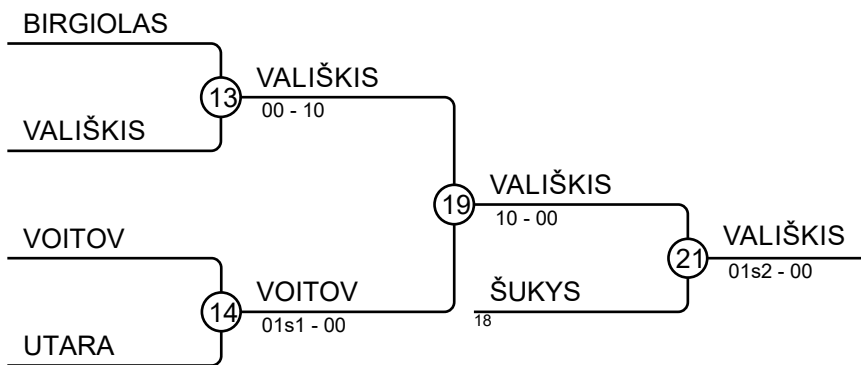 BIRGIOLAS
13
VALIŠKIS
00 - 10
VALIŠKIS
19
VALIŠKIS
10 - 00
VOITOV
21
VALIŠKIS
01s2 - 00
14
VOITOV
01s1 - 00
ŠUKYS
18
UTARA